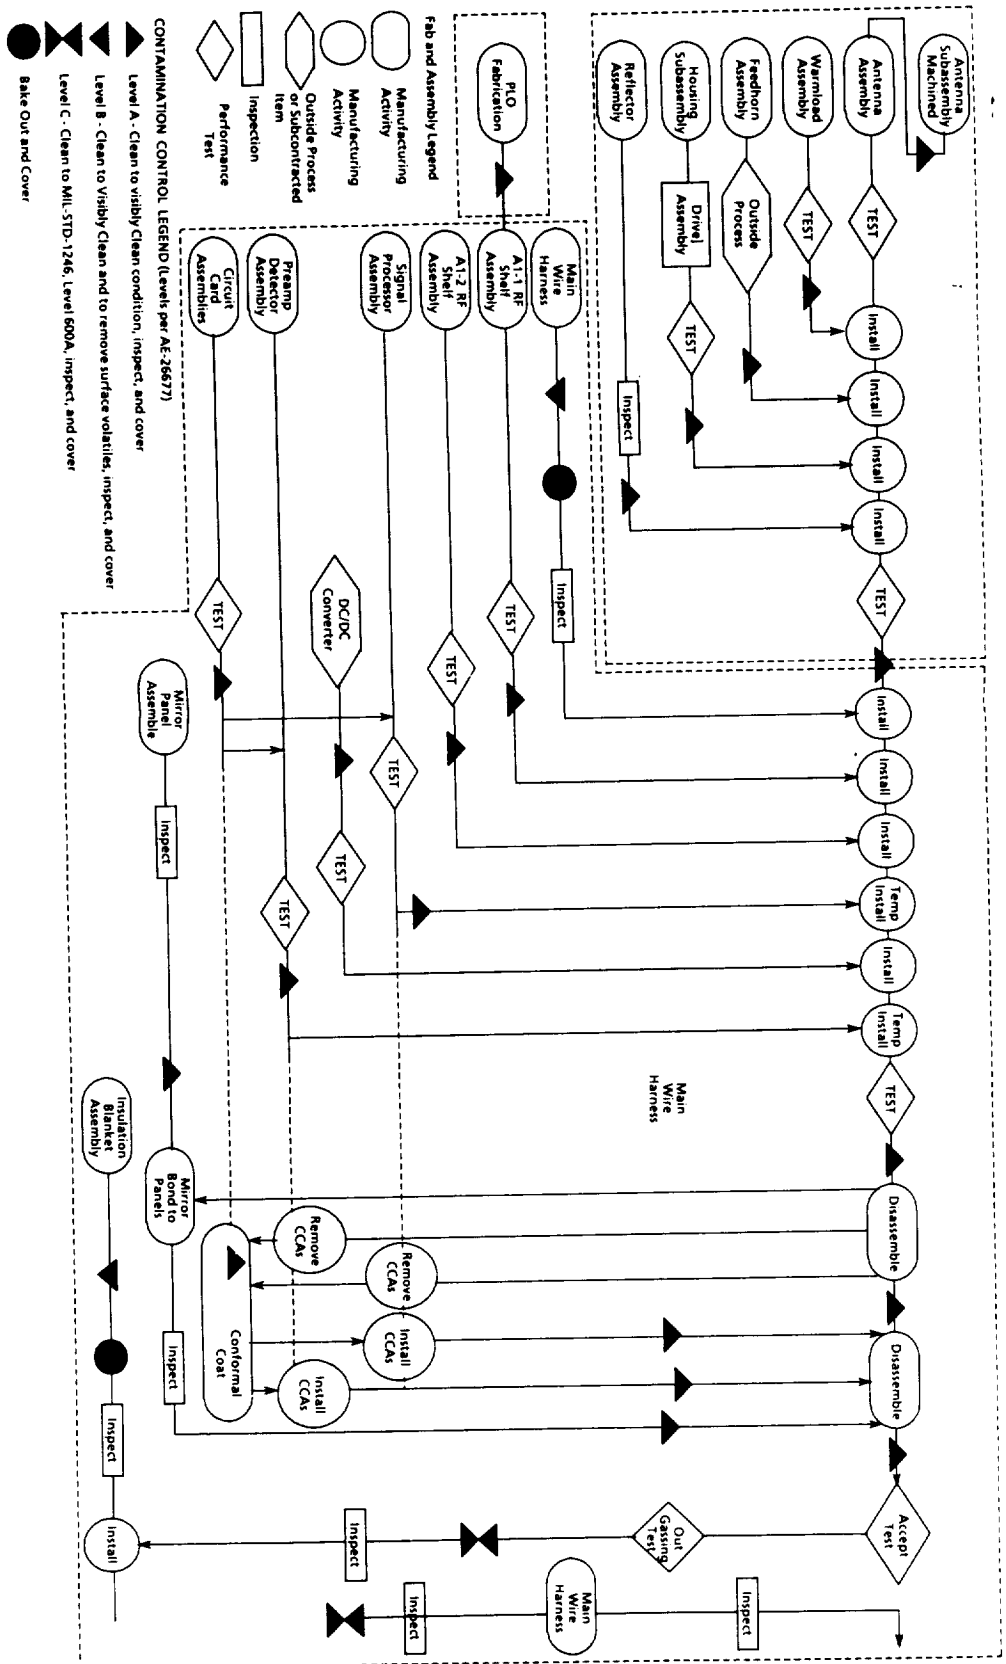 Antenna
Subassembly
Machined
Antenna
Assembly
TEST
Install
Install
Install
Install
TEST
Install
Install
Install
Temp
Install
Install
Temp
Install
TEST
Disassemble
Disassemble
Accept
Test
Warmload
Assembly
TEST
Feedhorn
Assembly
Outside
Process
Housing
Subassembly
Drive]
Assembly
TEST
Reflector
Assembly
Inspect
Main
Wire
Harness
Inspect
Main
Wire
Harness
PLO
Fabrication
A1-1 RF
Shelf
Assembly
TEST
A1-2 RF
Shelf
Assembly
TEST
Signal
Processor
Assembly
TEST
Remove
CCAs
Install
CCAs
DC/DC
Converter
TEST
Preamp
Detector
Assembly
TEST
Remove
CCAs
Install
CCAs
Circuit
Card
Assemblies
TEST
Conformal
Coat
Mirror
Panel
Assemble
Inspect
Mirror
Bond to
Panels
Inspect
Insulation
Blanket
Assembly
Inspect
Install
Out
Gassing
Test
Inspect
Inspect
Main
Wire
Harness
Inspect
Fab and Assembly Legend
Manufacturing
Activity
Manufacturing
Activity
Outside Process
or Subcontracted
Item
Inspection
Performance
Test
CONTAMINATION CONTROL LEGEND (Levels per AE-26677)
Level A - Clean to visibly Clean condition, inspect, and cover
Level B - Clean to Visibly Clean and to remove surface volatiles, inspect, and cover
Level C - Clean to MIL-STD-1246, Level 600A, inspect, and cover
Bake Out and Cover